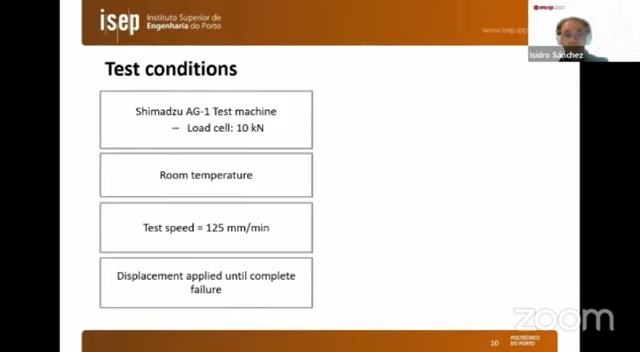 isep Instituto Superior de
Engenharia do Porto
www.isep.ipp
Isidro Sánchez
Test conditions
Shimadzu AG-1 Test machine
– Load cell: 10 kN
Room temperature
Test speed = 125 mm/min
Displacement applied until complete
failure
zoom
10
POLITÉCNICO
DO PORTO